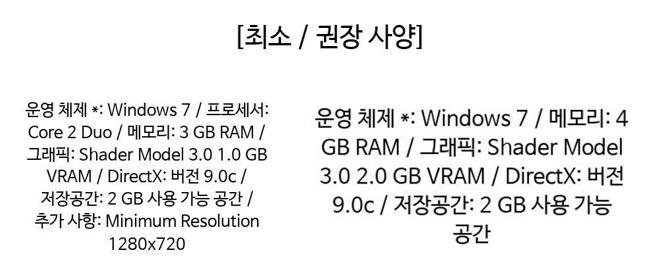 [최소 / 권장 사양]
운영 체제 *: Windows 7 / 프로세서:
Core 2 Duo / 메모리: 3 GB RAM /
그래픽: Shader Model 3.0 1.0 GB
VRAM / DirectX: 버전 9.0c /
저장공간: 2 GB 사용 가능 공간 /
추가 사항: Minimum Resolution
1280x720
운영 체제 *: Windows 7 / 메모리: 4
GB RAM / 그래픽: Shader Model
3.0 2.0 GB VRAM / DirectX: 버전
9.0c / 저장공간: 2 GB 사용 가능
공간